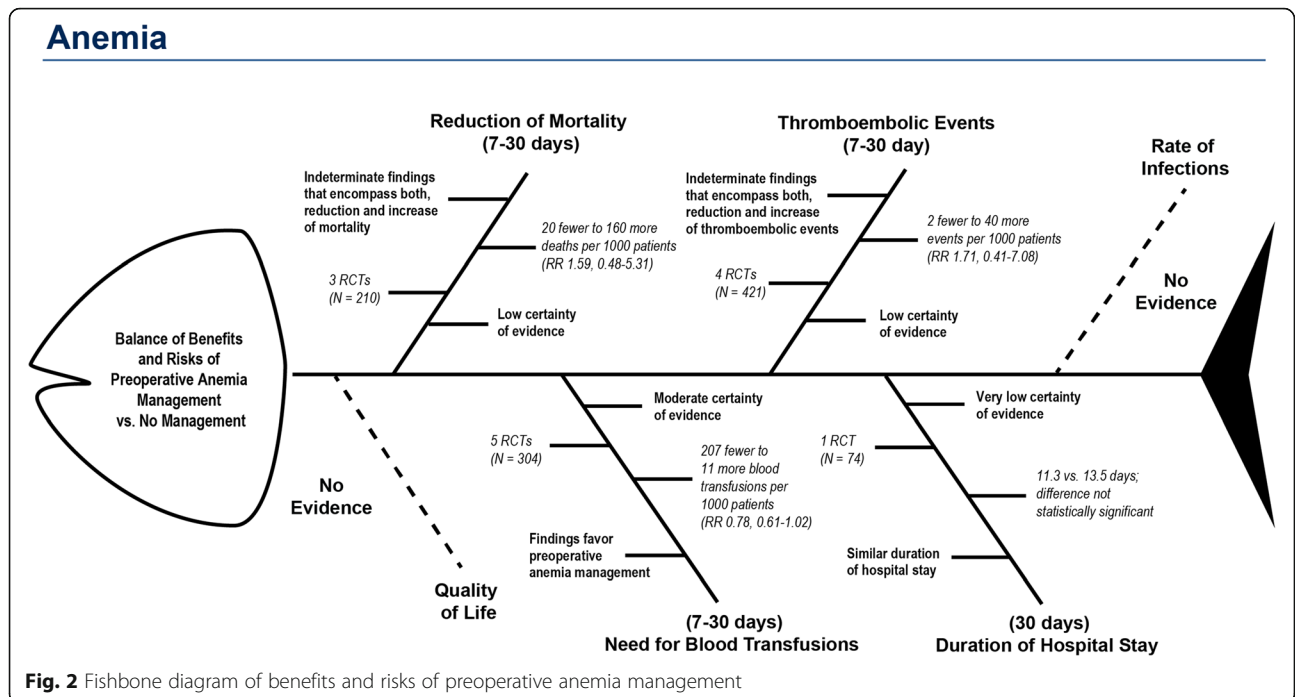 Anemia
Reduction of Mortality
(7-30 days)
Indeterminate findings
that encompass both,
reduction and increase
of mortality
20 fewer to 160 more
deaths per 1000 patients
(RR 1.59, 0.48-5.31)
3 RCTs
(N = 210)
Low certainty
of evidence
Thromboembolic Events
(7-30 day)
Indeterminate findings
that encompass both,
reduction and increase
of thromboembolic events
2 fewer to 40 more
events per 1000 patients
(RR 1.71, 0.41-7.08)
4 RCTs
(N = 421)
Low certainty
of evidence
Rate of
Infections
No
Evidence
Balance of Benefits
and Risks of
Preoperative Anemia
Management
vs. No Management
No
Evidence
Quality
of Life
Moderate certainty
of evidence
5 RCTs
(N = 304)
207 fewer to
11 more blood
transfusions per
1000 patients
(RR 0.78, 0.61-1.02)
Findings favor
preoperative
anemia management
(7-30 days)
Need for Blood Transfusions
Very low certainty
of evidence
1 RCT
(N = 74)
11.3 vs. 13.5 days;
difference not
statistically significant
Similar duration
of hospital stay
(30 days)
Duration of Hospital Stay
Fig. 2 Fishbone diagram of benefits and risks of preoperative anemia management